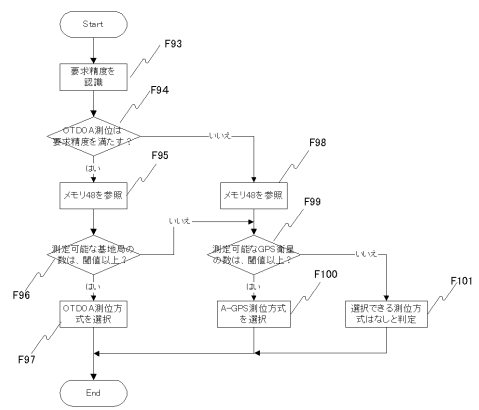 Start
F93
要求精度を
認識
F94
OTDOA測位は
要求精度を満たす？
いいえ
はい
F95
F98
メモリ48を参照
メモリ48を参照
いいえ
F99
測定可能な基地局の
数は、閾値以上？
測定可能なGPS衛星
の数は、閾値以上？
いいえ
F96
はい
はい
F100
F101
OTDOA測位方
式を選択
A-GPS測位方式
を選択
選択できる測位方
式はなしと判定
F97
End